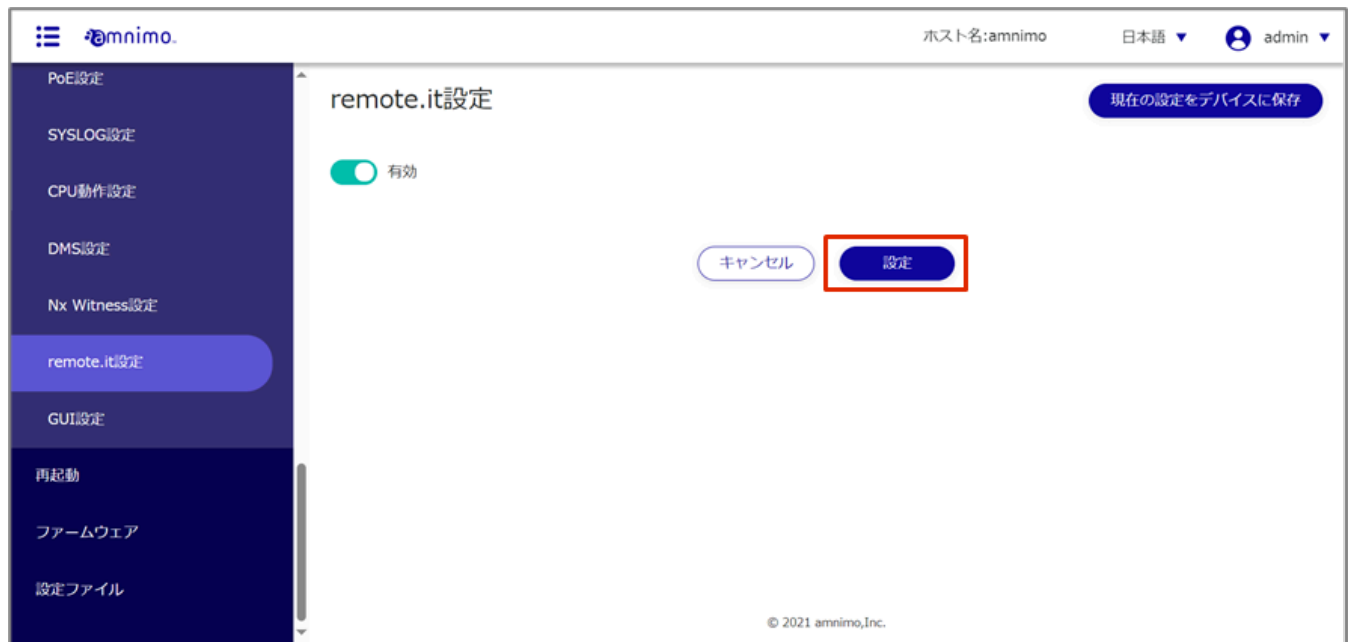 amnimo
ホスト名:amnimo
日本語 ▼
admin ▼
PoE設定
SYSLOG設定
CPU動作設定
DMS設定
Nx Witness設定
remote.it設定
GUI設定
再起動
ファームウェア
設定ファイル
remote.it設定
現在の設定をデバイスに保存
有効
キャンセル
設定
© 2021 amnimo,Inc.